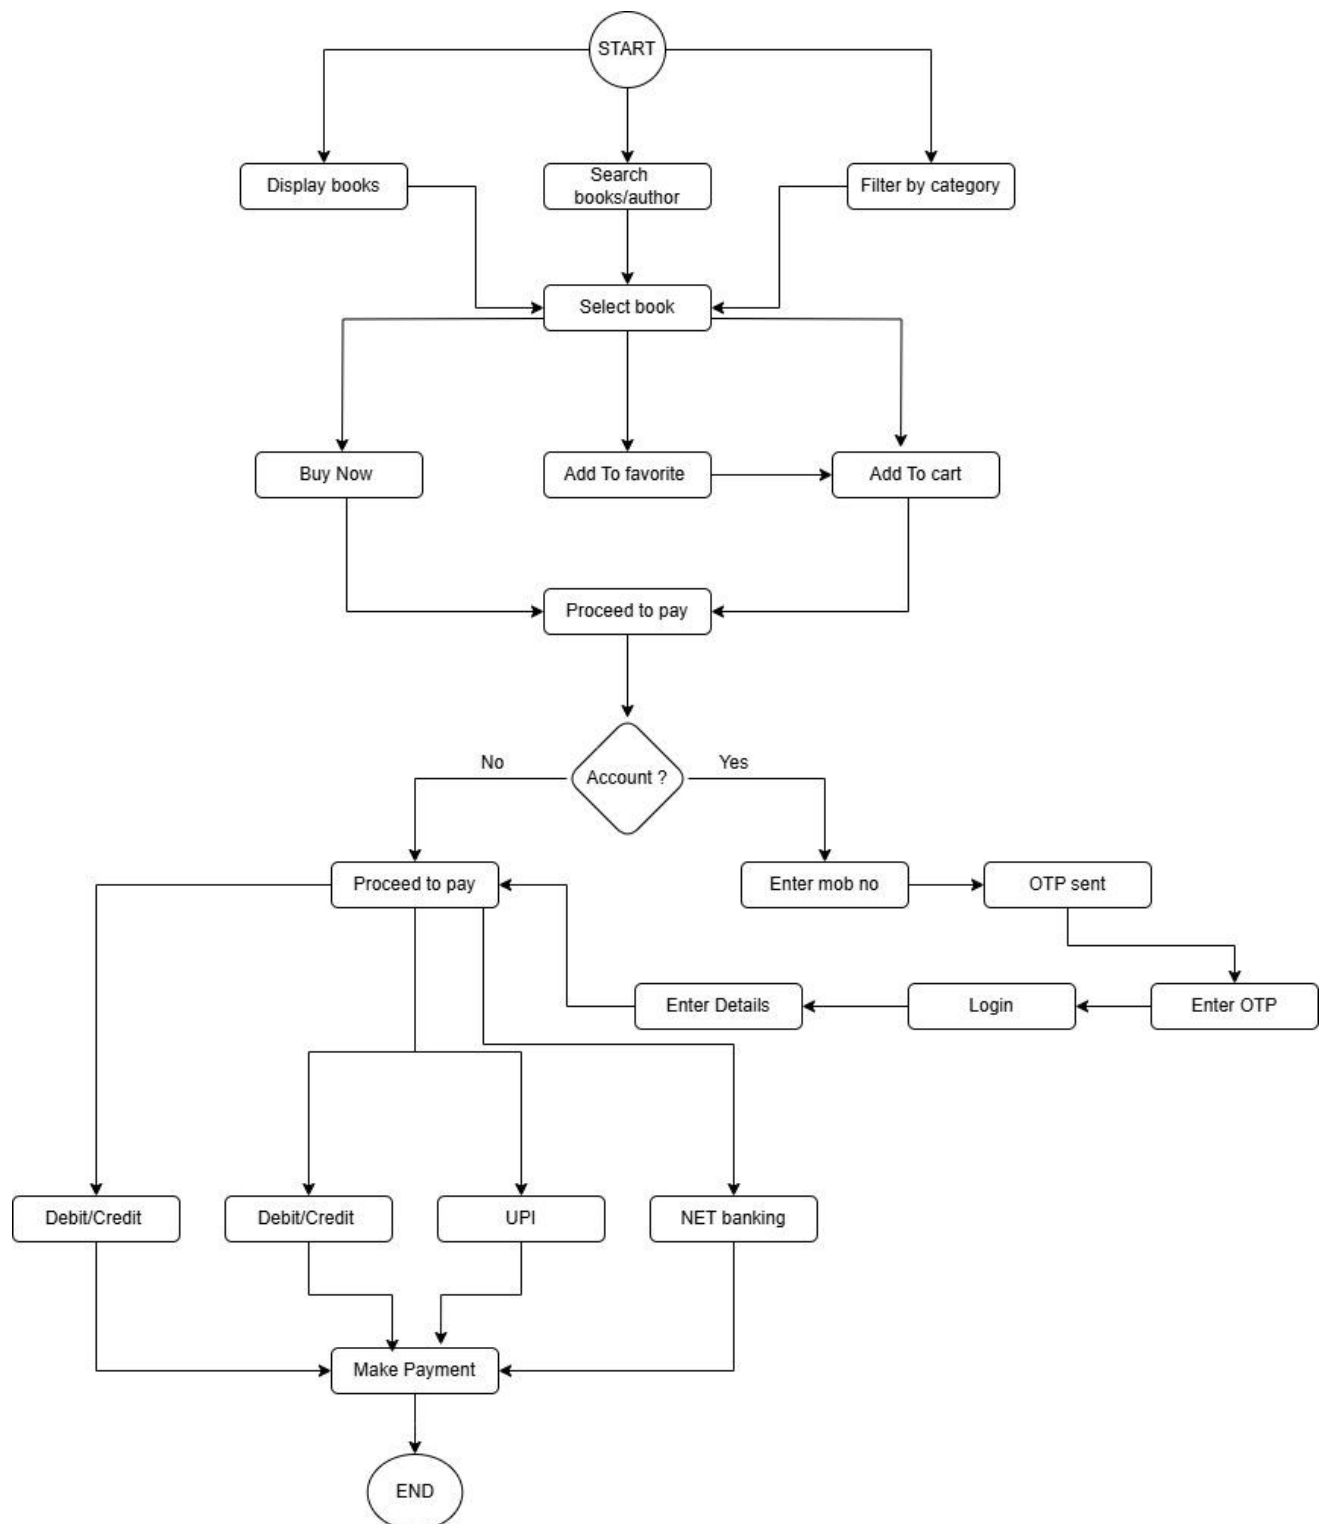 START
Display books
Search
books/author
Filter by category
Select book
Buy Now
Add To favorite
Add To cart
Proceed to pay
No
Account ?
Yes
Proceed to pay
Enter mob no
OTP sent
Enter Details
Login
Enter OTP
Debit/Credit
Debit/Credit
UPI
NET banking
Make Payment
END